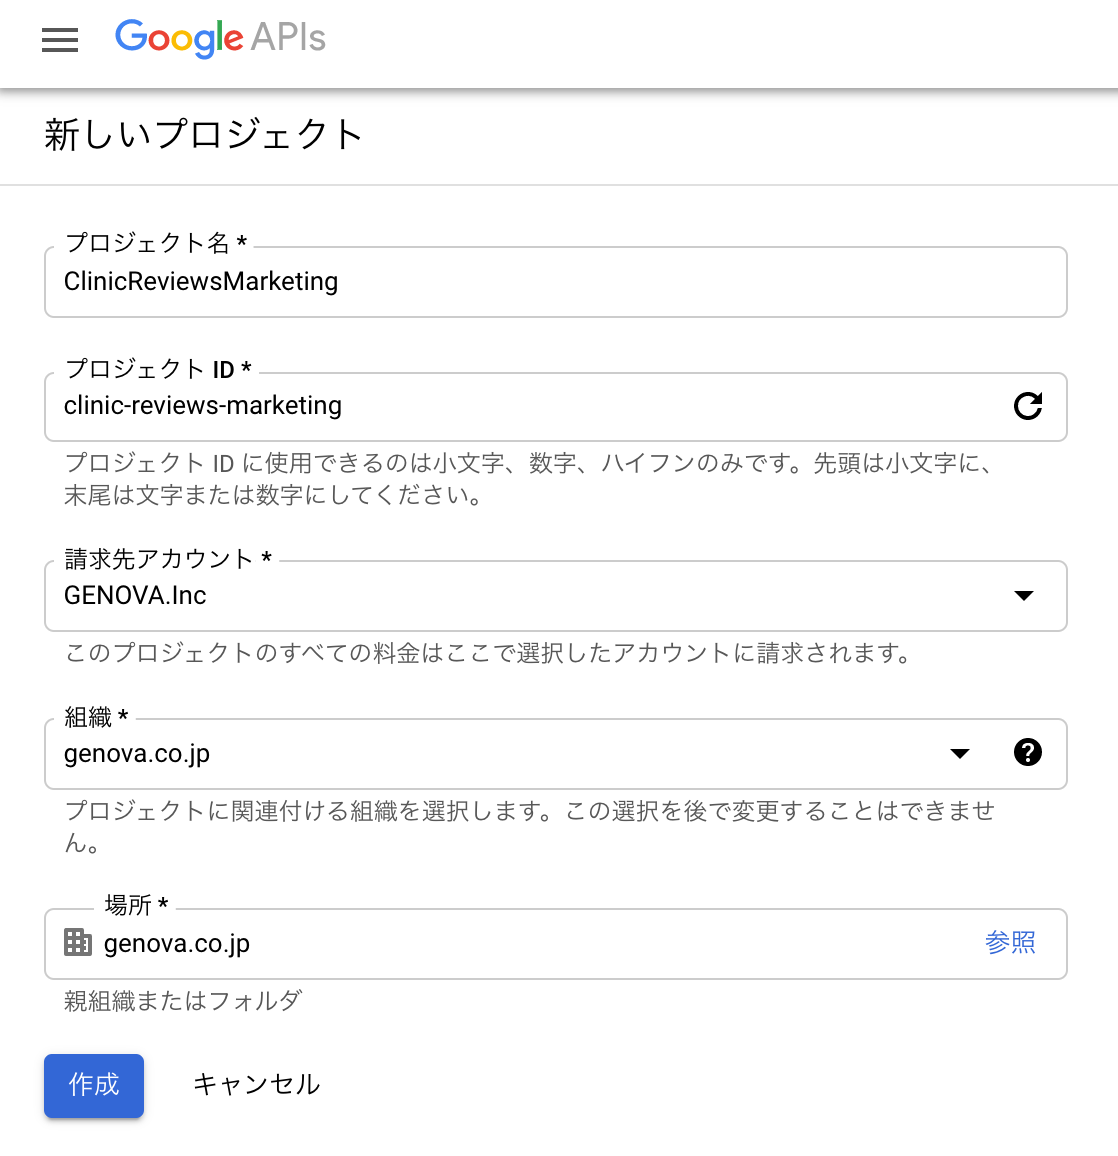 Google APIs
新しいプロジェクト
プロジェクト名 *
ClinicReviewsMarketing
プロジェクト ID *
clinic-reviews-marketing
プロジェクト ID に使用できるのは小文字、数字、ハイフンのみです。先頭は小文字に、
末尾は文字または数字にしてください。
請求先アカウント *
GENOVA.Inc
このプロジェクトのすべての料金はここで選択したアカウントに請求されます。
組織 *
genova.co.jp
プロジェクトに関連付ける組織を選択します。この選択を後で変更することはできませ
ん。
場所 *
genova.co.jp 参照
親組織またはフォルダ
作成 キャンセル